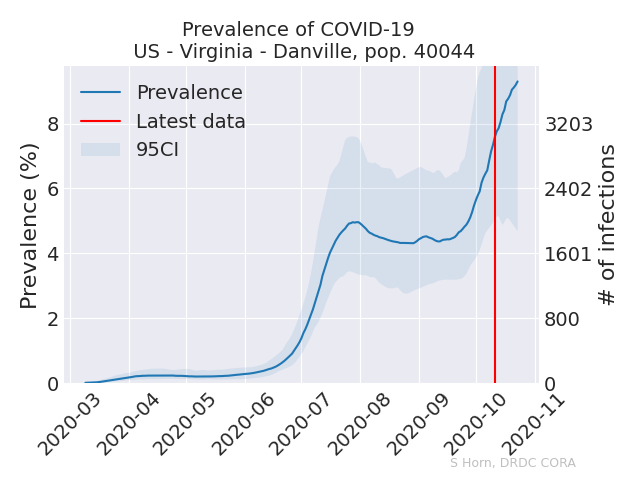 Prevalence of COVID-19
US - Virginia - Danville, pop. 40044
Prevalence
Latest data
95CI
Prevalence (%)
8
6
4
2
0
3203
2402
1601
800
0
# of infections
2020-03
2020-04
2020-05
2020-06
2020-07
2020-08
2020-09
2020-10
2020-11
S Horn, DRDC CORA